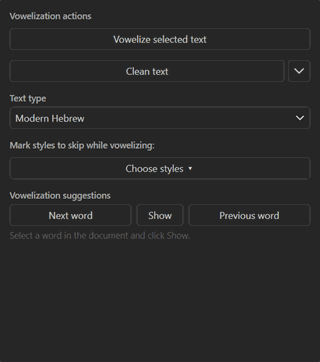 Vowelization actions
Vowelize selected text
Clean text
Text type
Modern Hebrew
Mark styles to skip while vowelizing:
Choose styles
Vowelization suggestions
Next word Show Previous word
Select a word in the document and click Show.